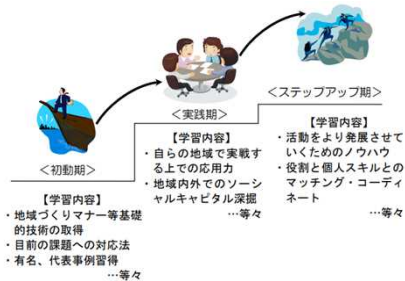 ＜初動期＞
【学習内容】
・地域づくりマナー等基礎
的技術の取得
・目前の課題への対応法
・有名、代表事例習得
…等々
＜実践期＞
【学習内容】
・自らの地域で実戦す
る上での応用力
・地域内外でのソーシ
ャルキャピタル深掘
…等々
＜ステップアップ期＞
【学習内容】
・活動をより発展させて
いくためのノウハウ
・役割と個人スキルとの
マッチング・コーディ
ネート
…等々